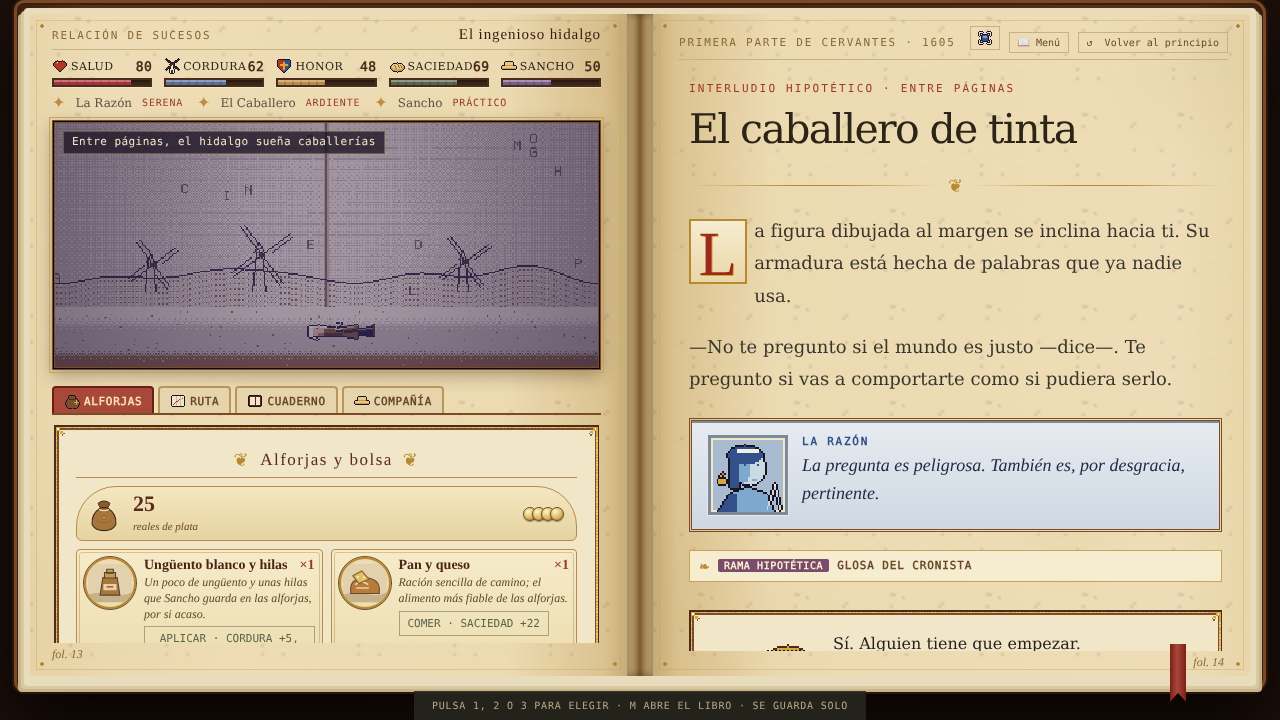 RELACIÓN DE SUCESOS
El ingenioso hidalgo
SALUD 80
CORDURA 62
HONOR 48
SACIEDAD 69
SANCHO 50
La Razón SERENA
El Caballero ARDIENTE
Sancho PRÁCTICO
Entre páginas, el hidalgo sueña caballerías
M O
G
H
C I N
E D
P
L
ALFORJAS
RUTA
CUADERNO
COMPAÑÍA
Alforjas y bolsa
25
reales de plata
Ungüento blanco y hilas ×1
Un poco de ungüento y unas hilas
que Sancho guarda en las alforjas,
por si acaso.
APLICAR · CORDURA +5,
Pan y queso ×1
Ración sencilla de camino; el
alimento más fiable de las alforjas.
COMER · SACIEDAD +22
fol. 13
PRIMERA PARTE DE CERVANTES · 1605
Menú
↺ Volver al principio
INTERLUDIO HIPOTÉTICO · ENTRE PÁGINAS
El caballero de tinta
La figura dibujada al margen se inclina hacia ti. Su
armadura está hecha de palabras que ya nadie
usa.
—No te pregunto si el mundo es justo —dice—. Te
pregunto si vas a comportarte como si pudiera serlo.
LA RAZÓN
La pregunta es peligrosa. También es, por desgracia,
pertinente.
RAMA HIPOTÉTICA GLOSA DEL CRONISTA
Sí. Alguien tiene que empezar.
fol. 14
PULSA 1, 2 O 3 PARA ELEGIR · M ABRE EL LIBRO · SE GUARDA SOLO